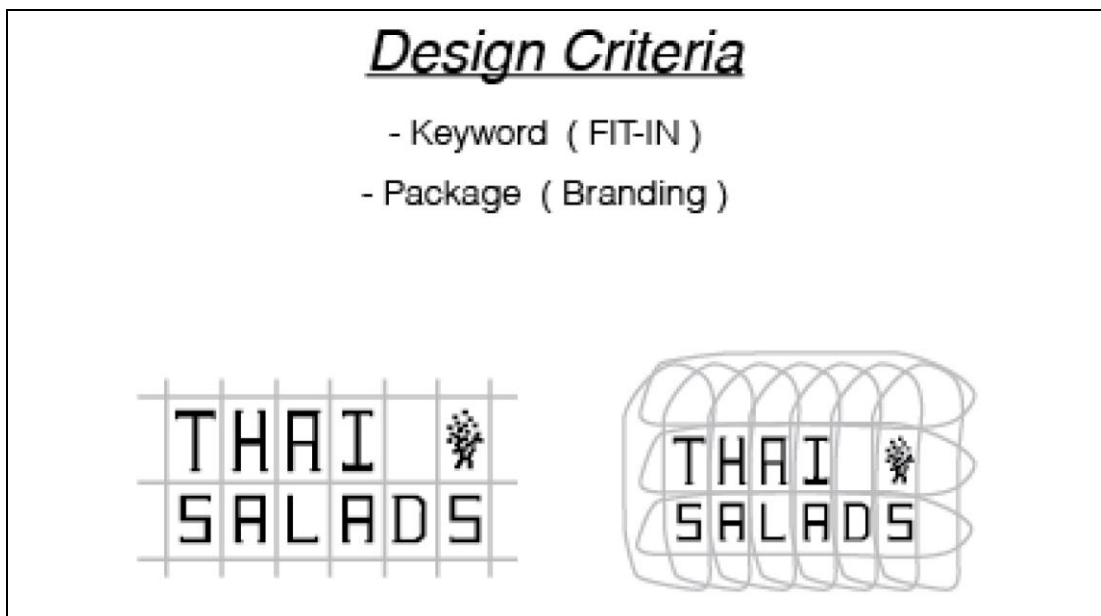 Design Criteria
- Keyword ( FIT-IN )
- Package ( Branding )
THAI
SALADS
THAI
SALADS